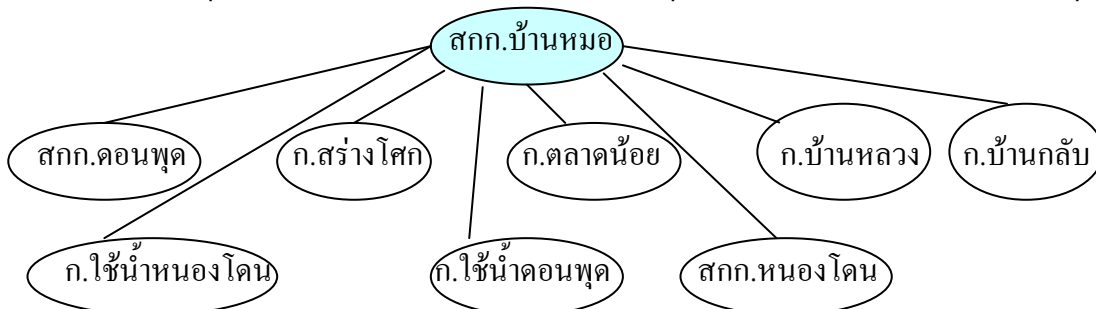 สกก.บ้านหมอ
สกก.ดอนพุด ก.สร่างโศก ก.ตลาดน้อย ก.บ้านหลวง ก.บ้านกลับ
ก.ใช้น้ำหนองโดน ก.ใช้น้ำดอนพุด สกก.หนองโดน